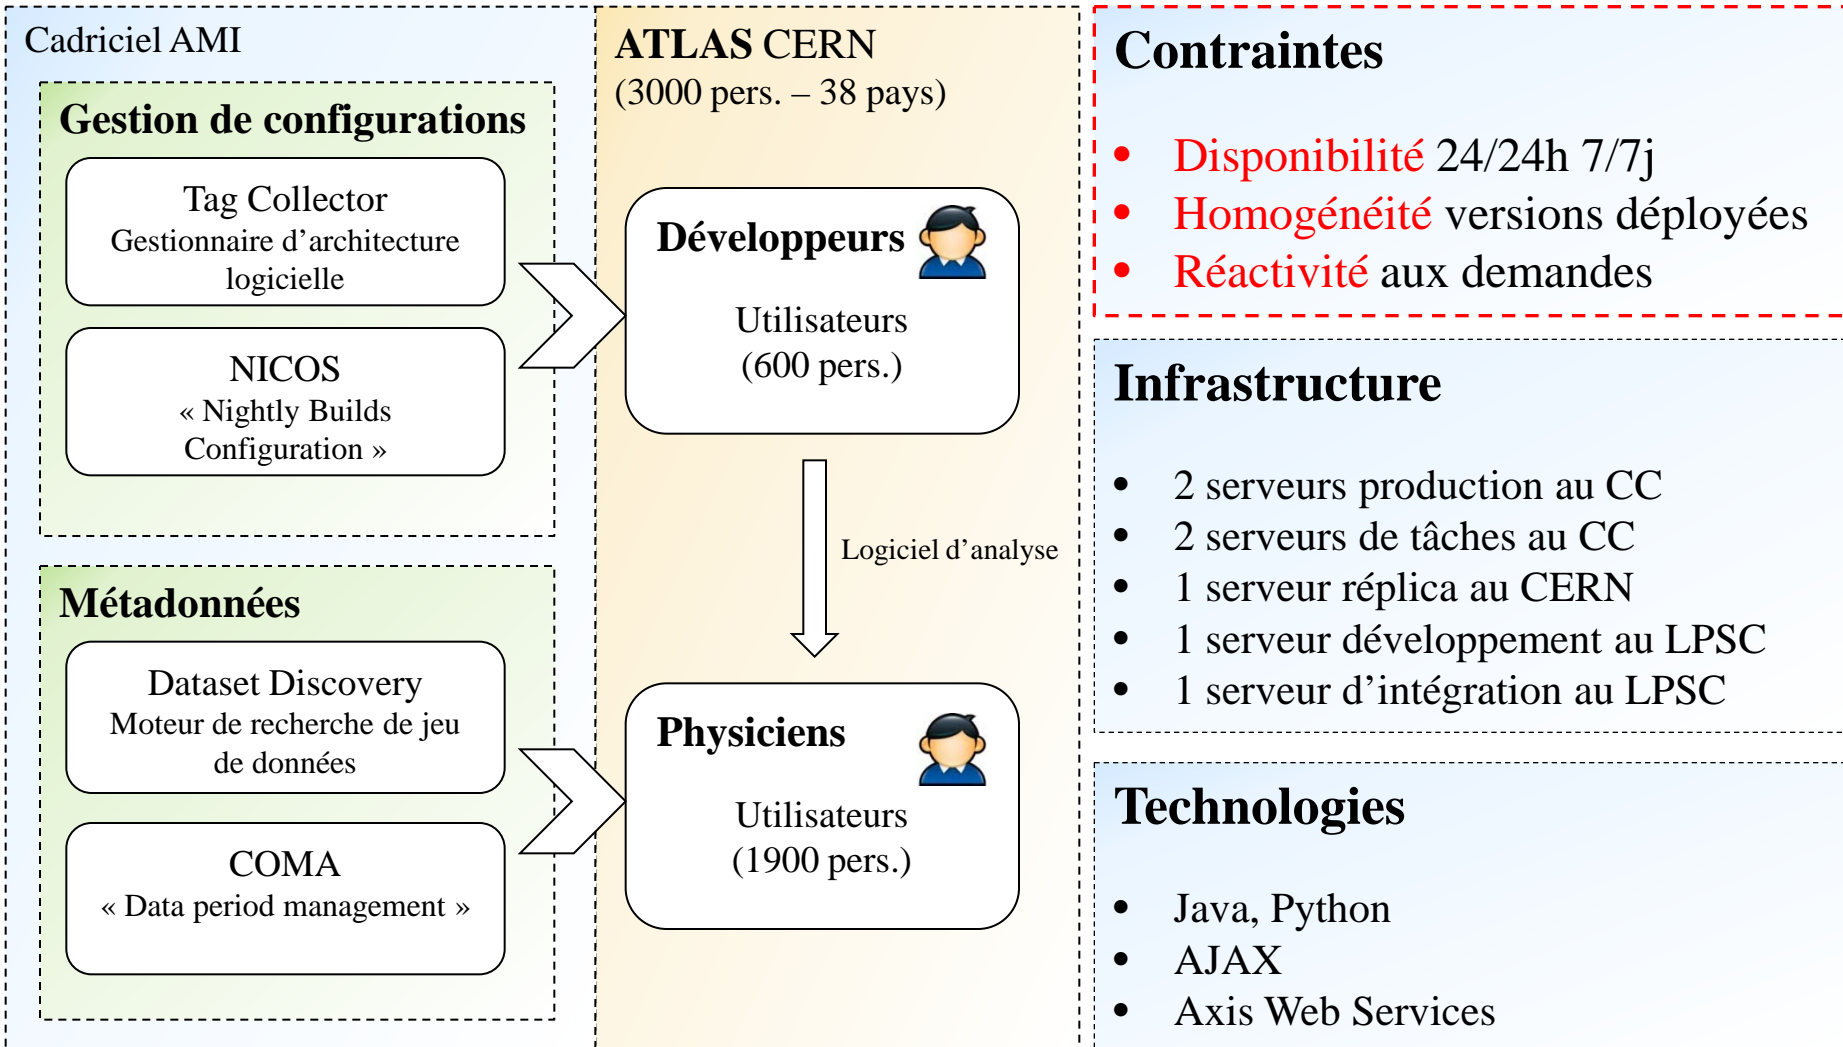 Cadriciel AMI
Gestion de configurations
Tag Collector
Gestionnaire d’architecture
logicielle
NICOS
« Nightly Builds
Configuration »
Métadonnées
Dataset Discovery
Moteur de recherche de jeu
de données
COMA
« Data period management »
ATLAS CERN
(3000 pers. – 38 pays)
Développeurs
Utilisateurs
(600 pers.)
Logiciel d’analyse
Physiciens
Utilisateurs
(1900 pers.)
Contraintes
• Disponibilité 24/24h 7/7j
• Homogénéité versions déployées
• Réactivité aux demandes
Infrastructure
• 2 serveurs production au CC
• 2 serveurs de tâches au CC
• 1 serveur réplica au CERN
• 1 serveur développement au LPSC
• 1 serveur d’intégration au LPSC
Technologies
• Java, Python
• AJAX
• Axis Web Services